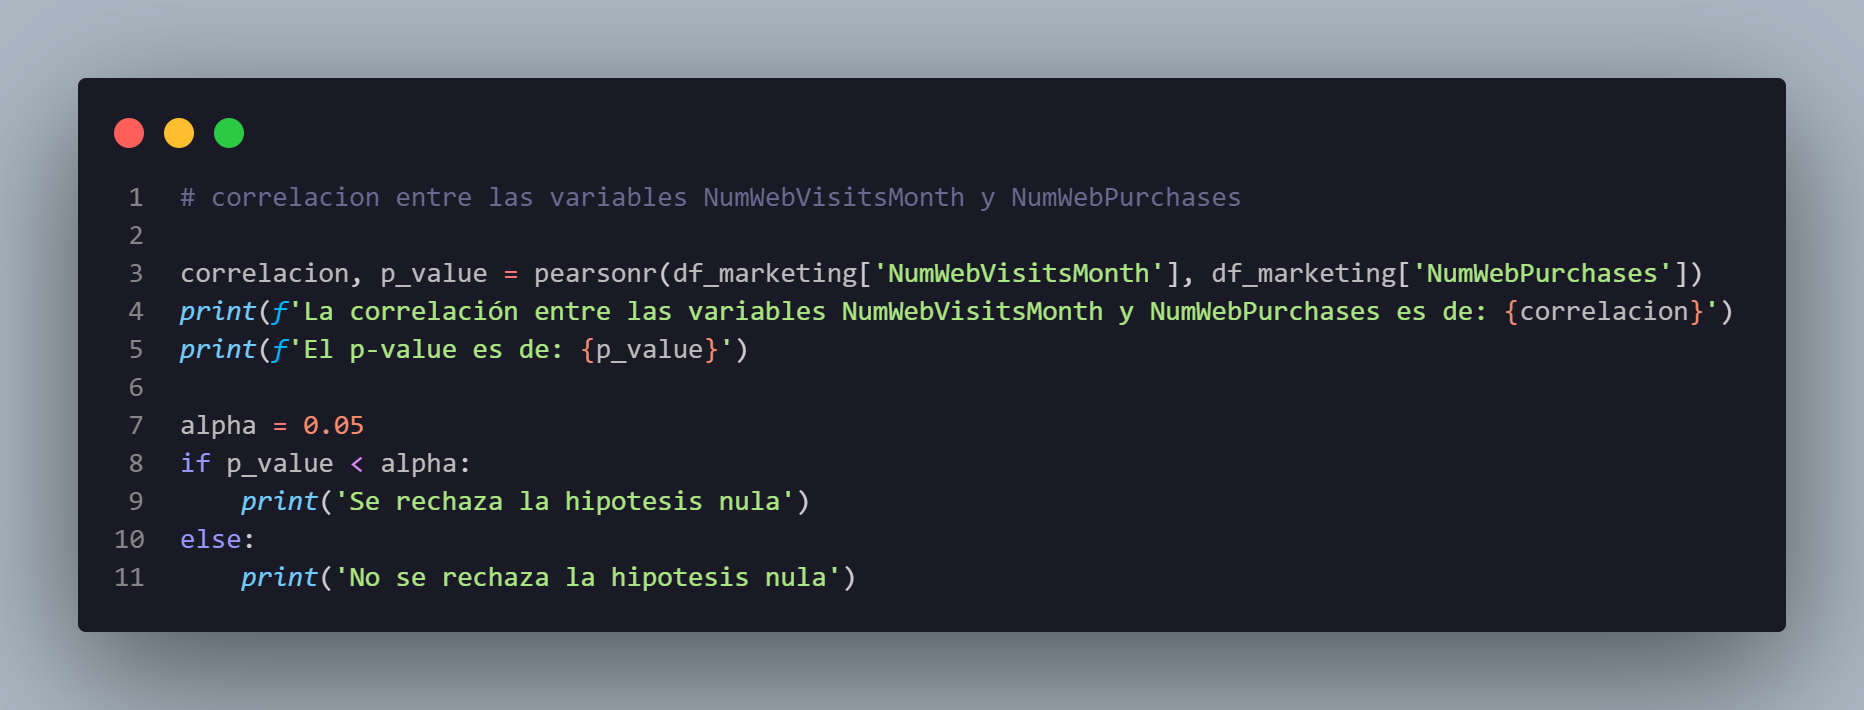 1 # correlacion entre las variables NumWebVisitsMonth y NumWebPurchases
2
3 correlacion, p_value = pearsonr(df_marketing['NumWebVisitsMonth'], df_marketing['NumWebPurchases'])
4 print(f'La correlación entre las variables NumWebVisitsMonth y NumWebPurchases es de: {correlacion}')
5 print(f'El p-value es de: {p_value}')
6
7 alpha = 0.05
8 if p_value < alpha:
9     print('Se rechaza la hipotesis nula')
10 else:
11     print('No se rechaza la hipotesis nula')